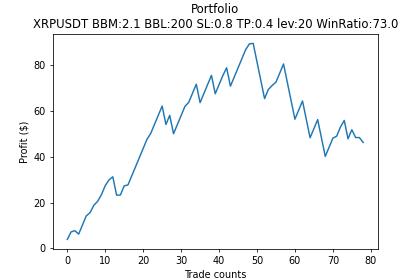 Portfolio
XRPUSDT BBM:2.1 BBL:200 SL:0.8 TP:0.4 lev:20 WinRatio:73.0
Profit ($)
80
60
40
20
0
0 10 20 30 40 50 60 70 80
Trade counts